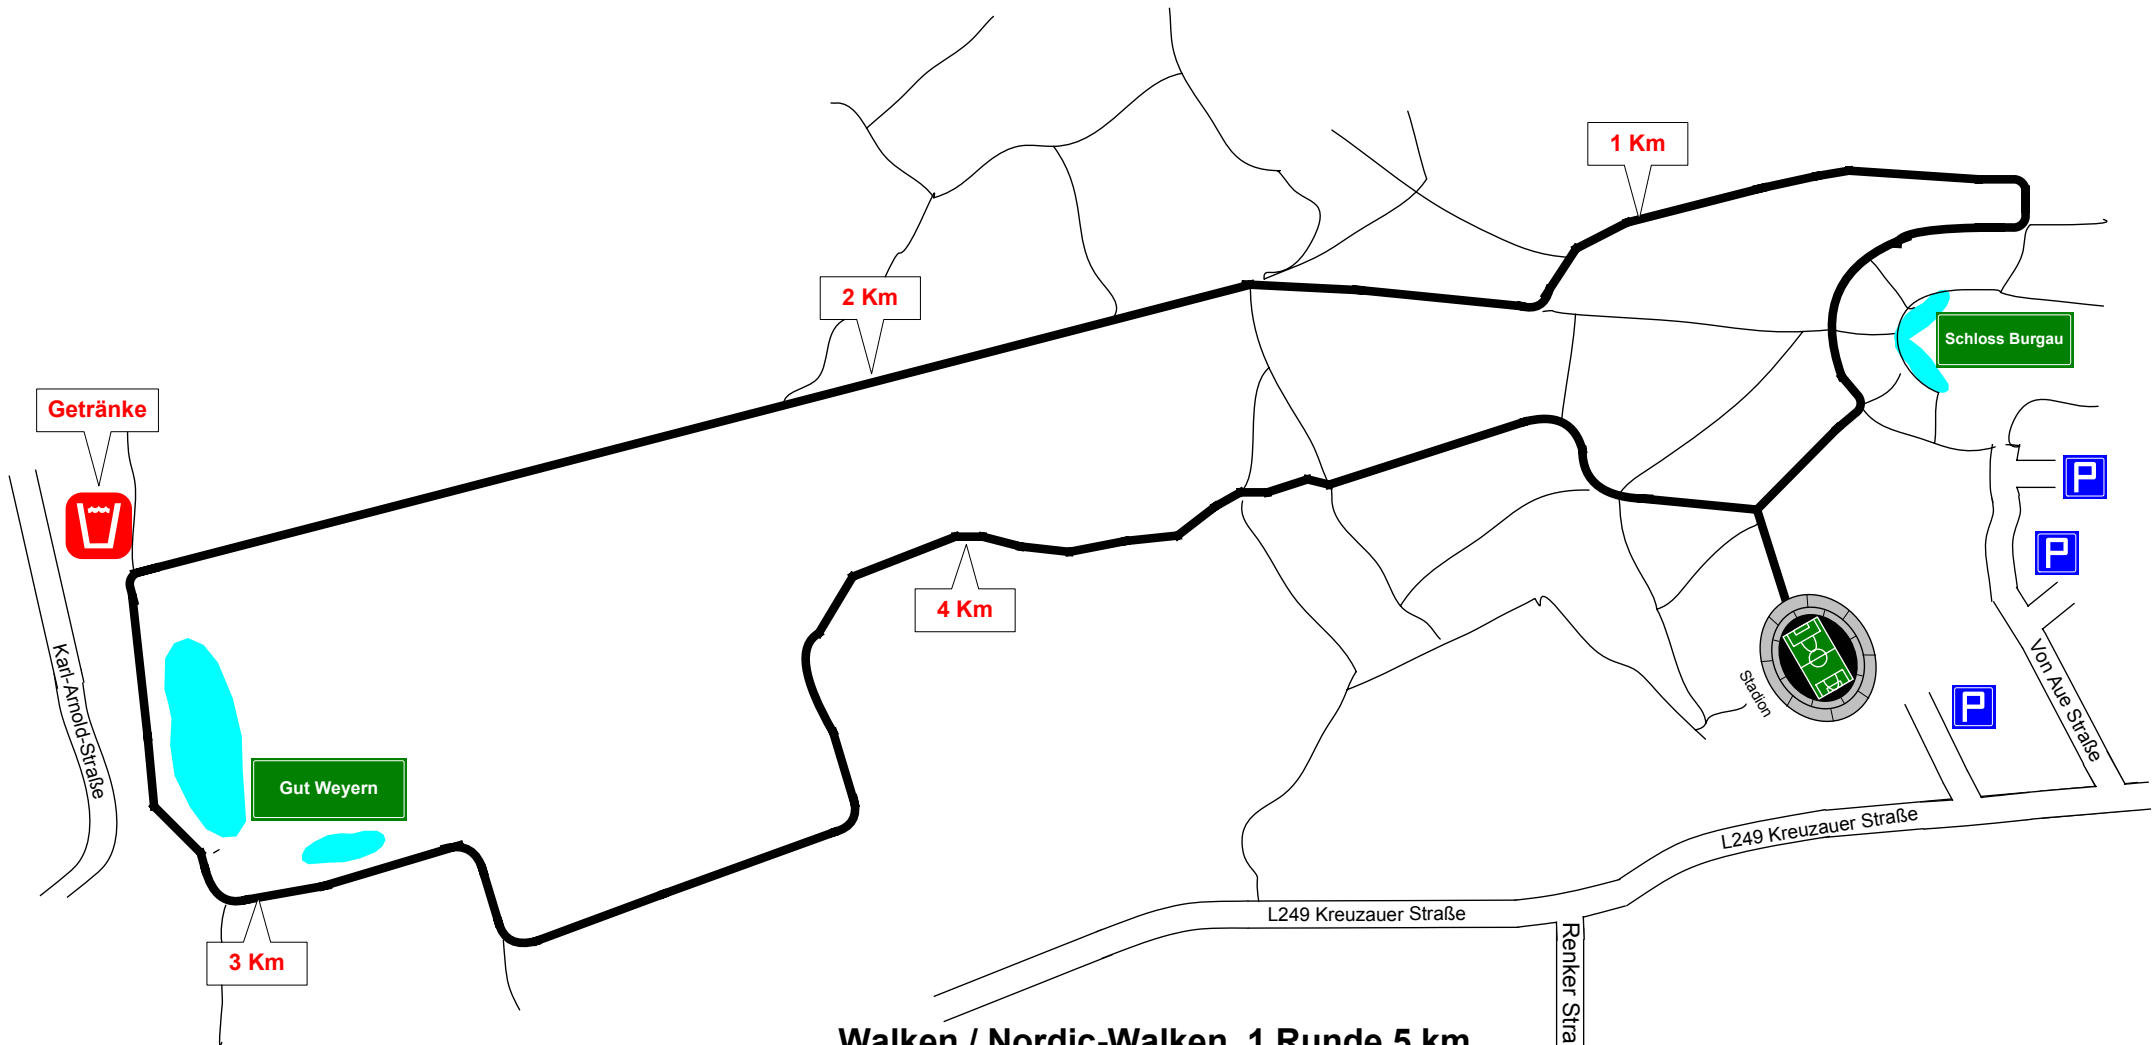 1 Km
2 Km
Schloss Burgau
Getränke
P
P
4 Km
Karl-Arnold-Straße
Von Aue Straße
Stadion
P
Gut Weyern
L249 Kreuzauer Straße
L249 Kreuzauer Straße
3 Km
Renker Stra
Walken / Nordic-Walken 1 Runde 5 km